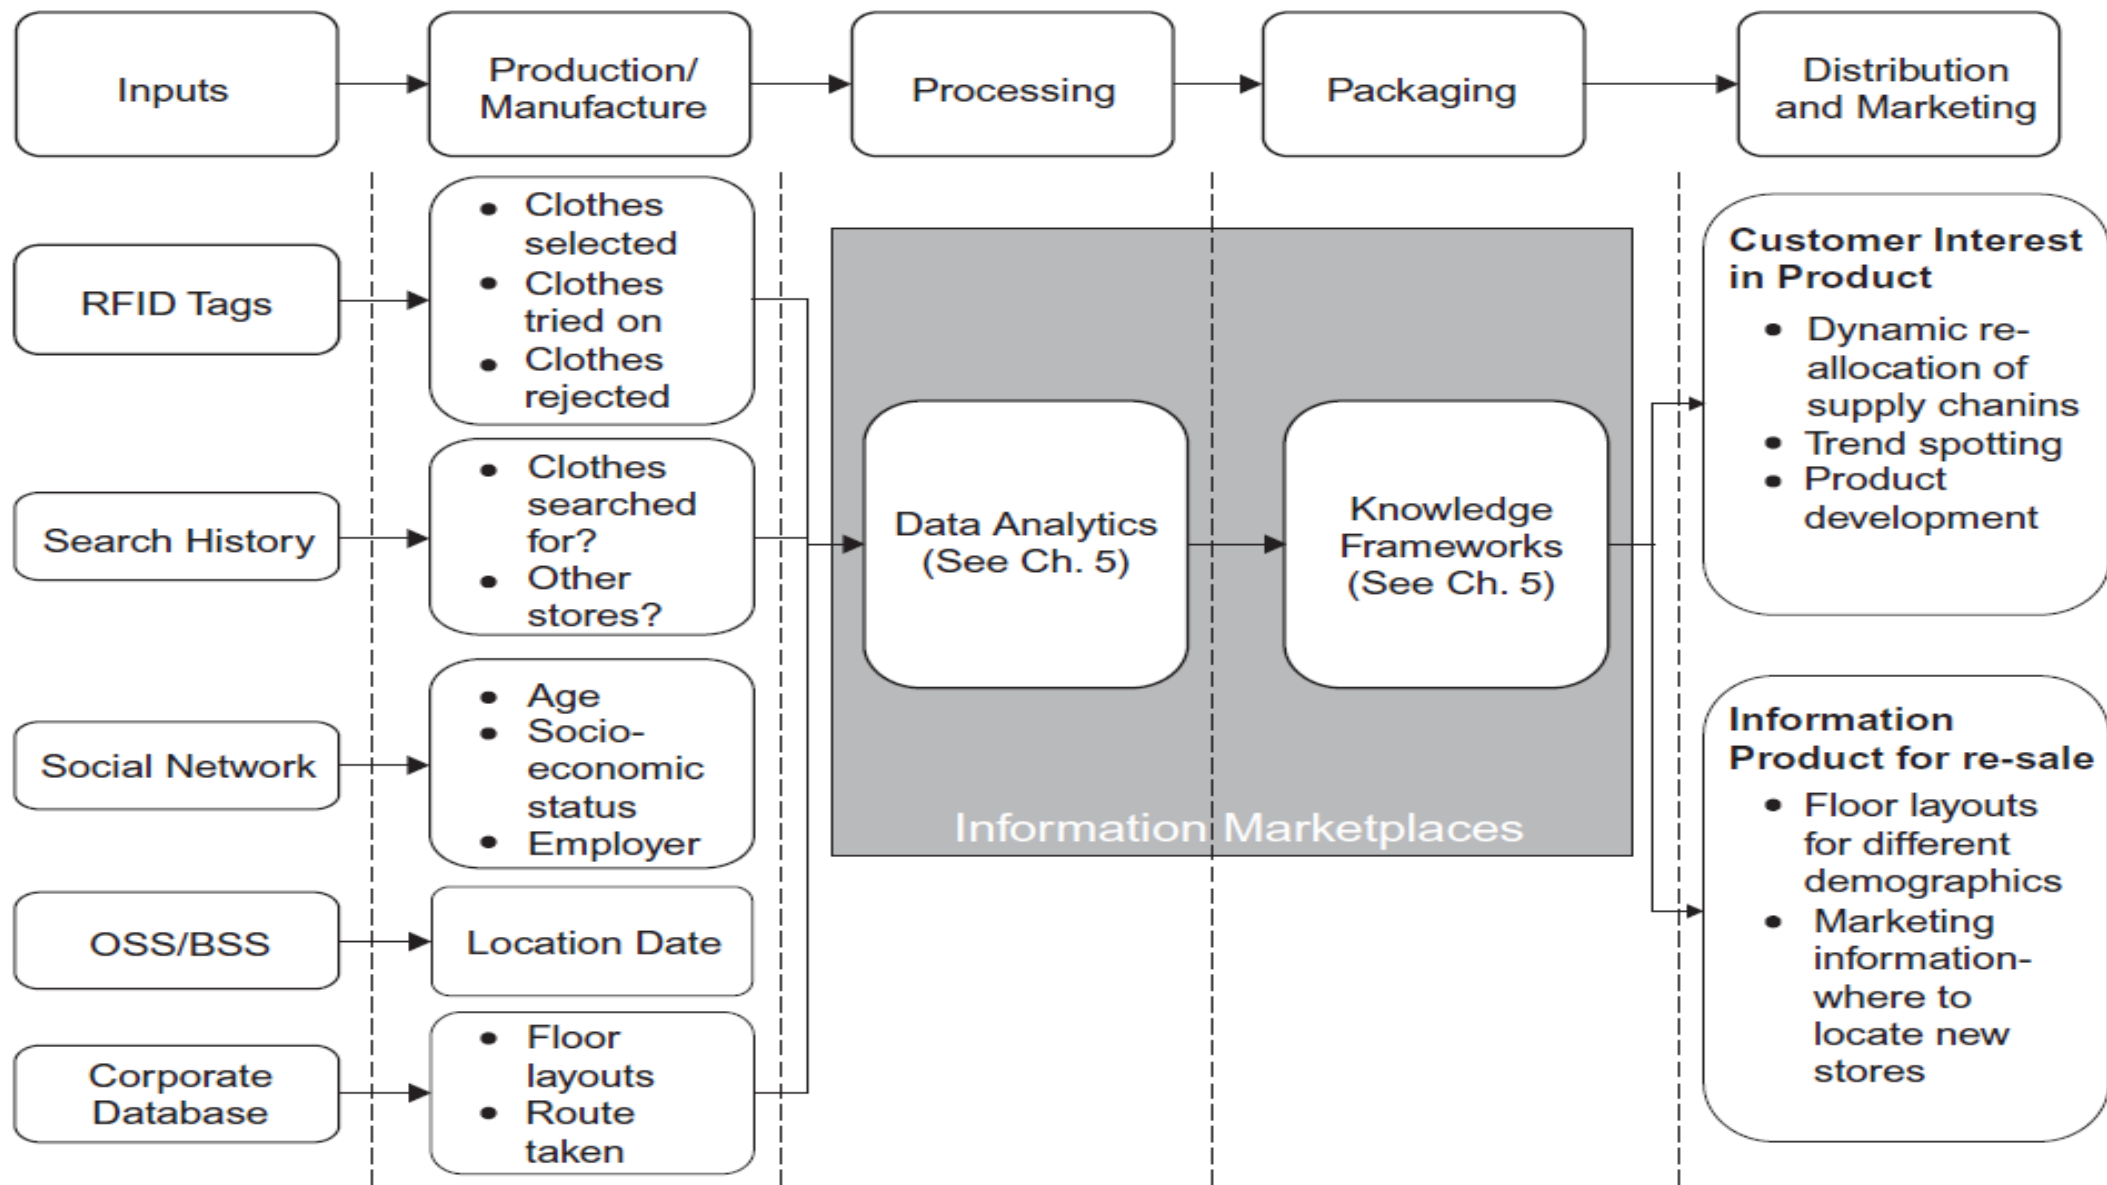 Inputs
Production/
Manufacture
Processing
Packaging
Distribution
and Marketing
RFID Tags
• Clothes
selected
• Clothes
tried on
• Clothes
rejected
Search History
• Clothes
searched
for?
• Other
stores?
Social Network
• Age
• Socio-
economic
status
• Employer
OSS/BSS
Location Date
Corporate
Database
• Floor
layouts
• Route
taken
Data Analytics
(See Ch. 5)
Knowledge
Frameworks
(See Ch. 5)
Information Marketplaces
Customer Interest
in Product
• Dynamic re-
allocation of
supply chanins
• Trend spotting
• Product
development
Information
Product for re-sale
• Floor layouts
for different
demographics
• Marketing
information-
where to
locate new
stores